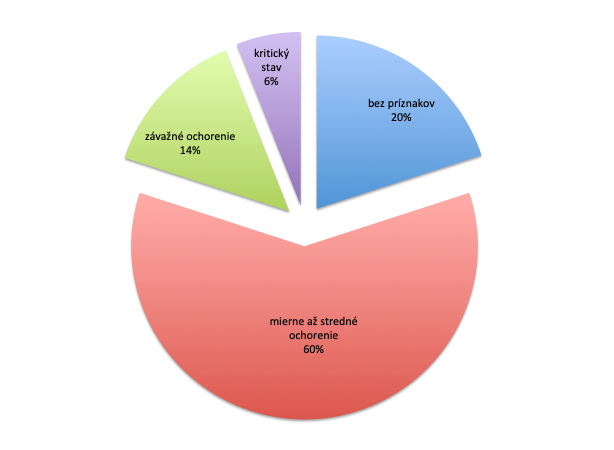 kritický
stav
6%
bez príznakov
20%
závažné ochorenie
14%
mierne až stredné
ochorenie
60%